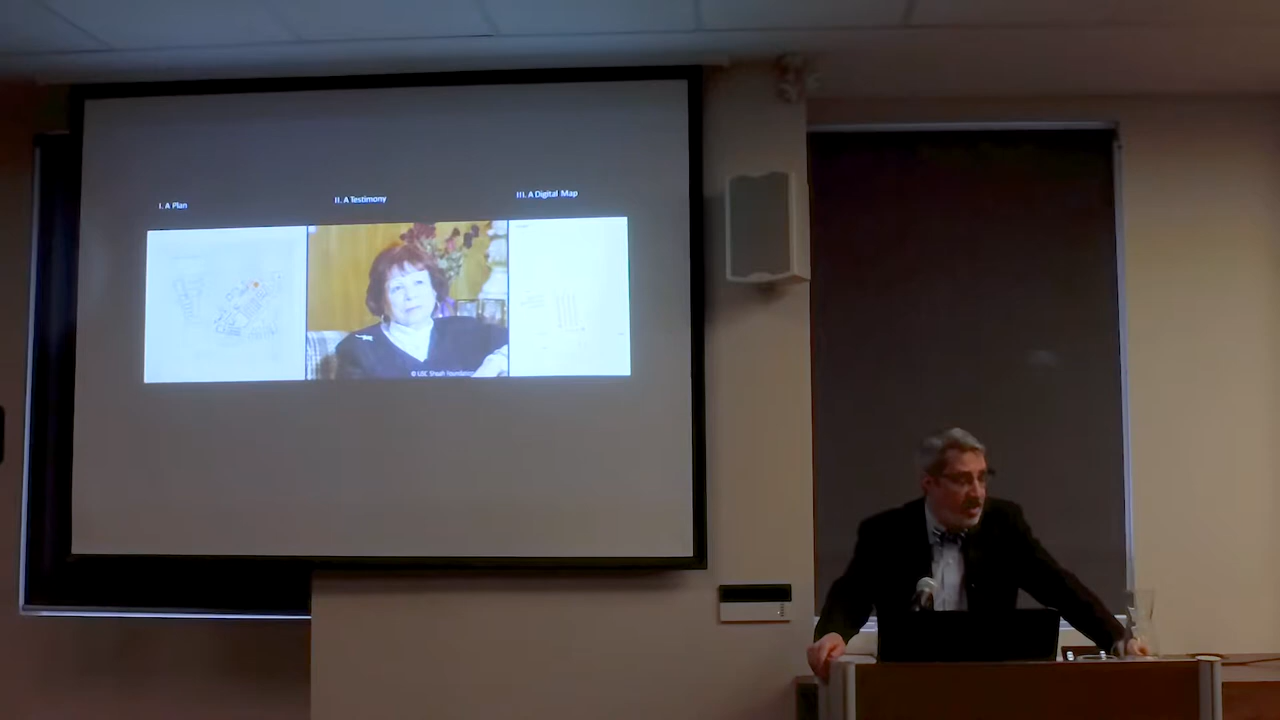 I. A Plan
II. A Testimony
III. A Digital Map
© USC Shoah Foundation